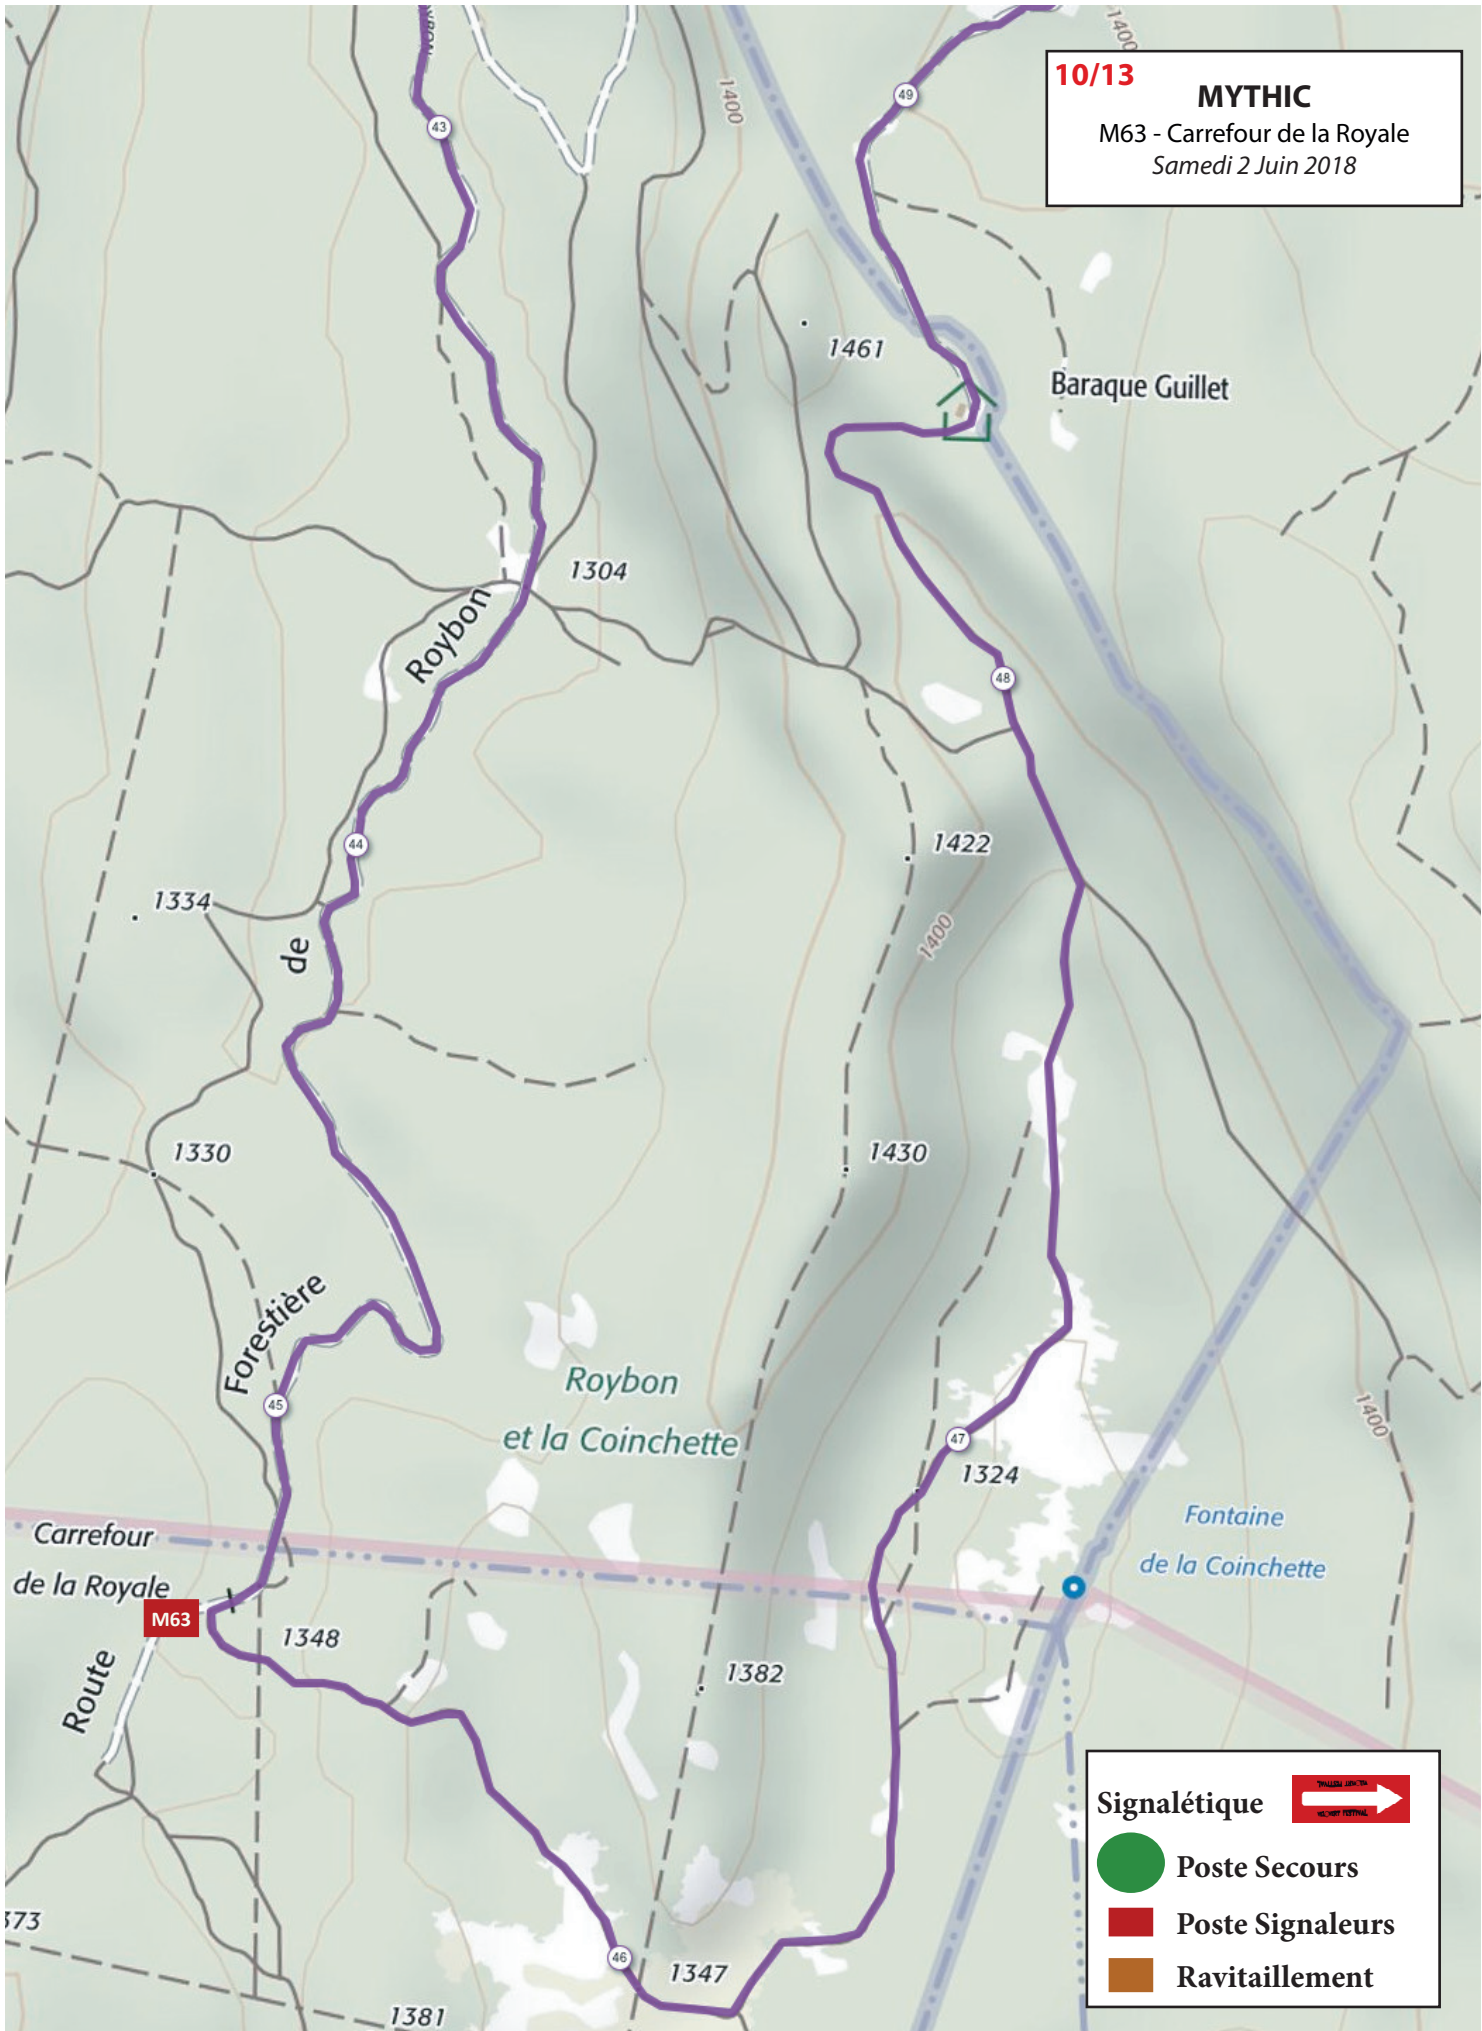 10/13
MYTHIC
M63 - Carrefour de la Royale
Samedi 2 Juin 2018
1400
1400
49
43
1461
Baraque Guillet
1304
Roybon
48
44
1422
1334
1400
de
1330
1430
Forestière
45
Roybon
et la Coinchette
1400
47
1324
Carrefour
de la Royale
Fontaine
de la Coinchette
M63
1348
Route
1382
373
46
1347
1381
Signalétique
Poste Secours
Poste Signaleurs
Ravitaillement